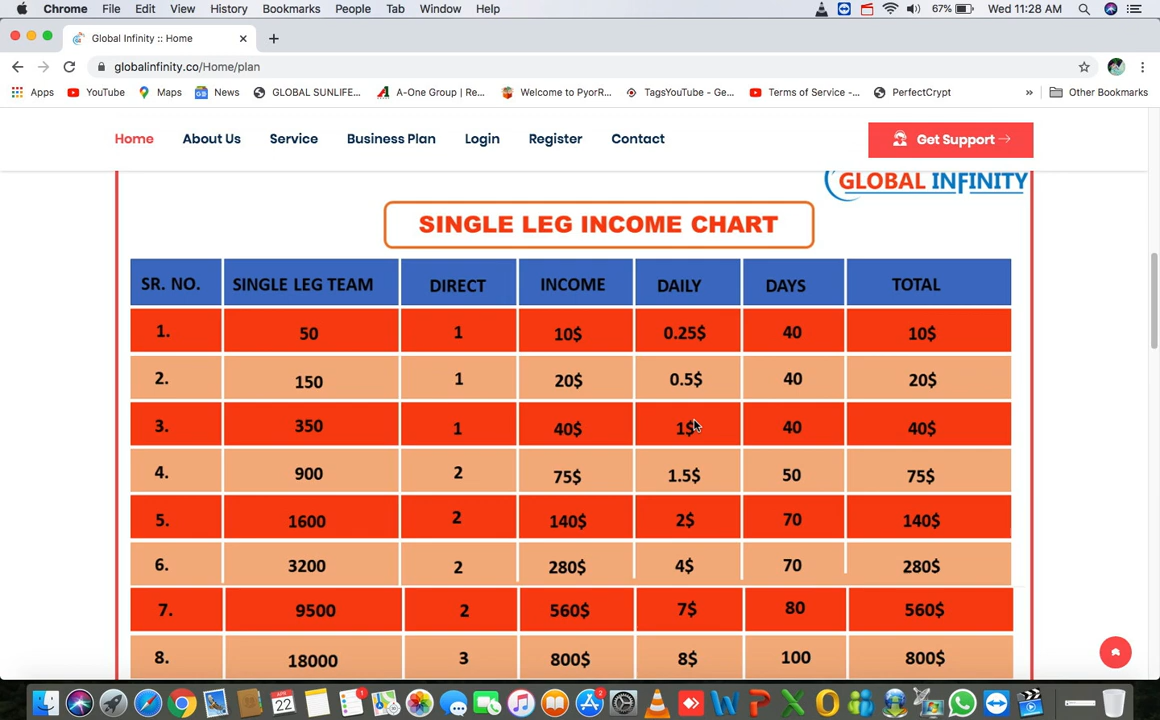 Chrome File Edit View History Bookmarks People Tab Window Help 67% Wed 11:28 AM
Global Infinity :: Home
globalinfinity.co/Home/plan
Apps YouTube Maps News GLOBAL SUNLIFE... A-One Group | Re... Welcome to PyorR... TagsYouTube - Ge... Terms of Service -... PerfectCrypt » Other Bookmarks
Home About Us Service Business Plan Login Register Contact Get Support
GLOBAL INFINITY
SINGLE LEG INCOME CHART
SR. NO. SINGLE LEG TEAM DIRECT INCOME DAILY DAYS TOTAL
1. 50 1 10$ 0.25$ 40 10$
2. 150 1 20$ 0.5$ 40 20$
3. 350 1 40$ 1$ 40 40$
4. 900 2 75$ 1.5$ 50 75$
5. 1600 2 140$ 2$ 70 140$
6. 3200 2 280$ 4$ 70 280$
7. 9500 2 560$ 7$ 80 560$
8. 18000 3 800$ 8$ 100 800$